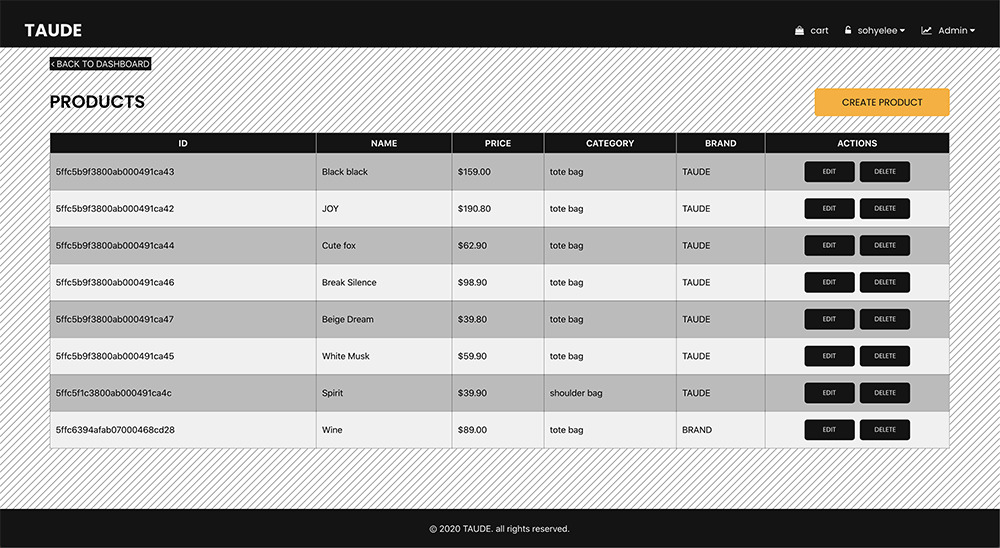 TAUDE
cart sohyelee Admin
< BACK TO DASHBOARD
PRODUCTS
CREATE PRODUCT
ID NAME PRICE CATEGORY BRAND ACTIONS
5ffc5b9f3800ab000491ca43 Black black $159.00 tote bag TAUDE EDIT DELETE
5ffc5b9f3800ab000491ca42 JOY $190.80 tote bag TAUDE EDIT DELETE
5ffc5b9f3800ab000491ca44 Cute fox $62.90 tote bag TAUDE EDIT DELETE
5ffc5b9f3800ab000491ca46 Break Silence $98.90 tote bag TAUDE EDIT DELETE
5ffc5b9f3800ab000491ca47 Beige Dream $39.80 tote bag TAUDE EDIT DELETE
5ffc5b9f3800ab000491ca45 White Musk $59.90 tote bag TAUDE EDIT DELETE
5ffc5f1c3800ab000491ca4c Spirit $39.90 shoulder bag TAUDE EDIT DELETE
5ffc6394afab07000468cd28 Wine $89.00 tote bag BRAND EDIT DELETE
© 2020 TAUDE. all rights reserved.